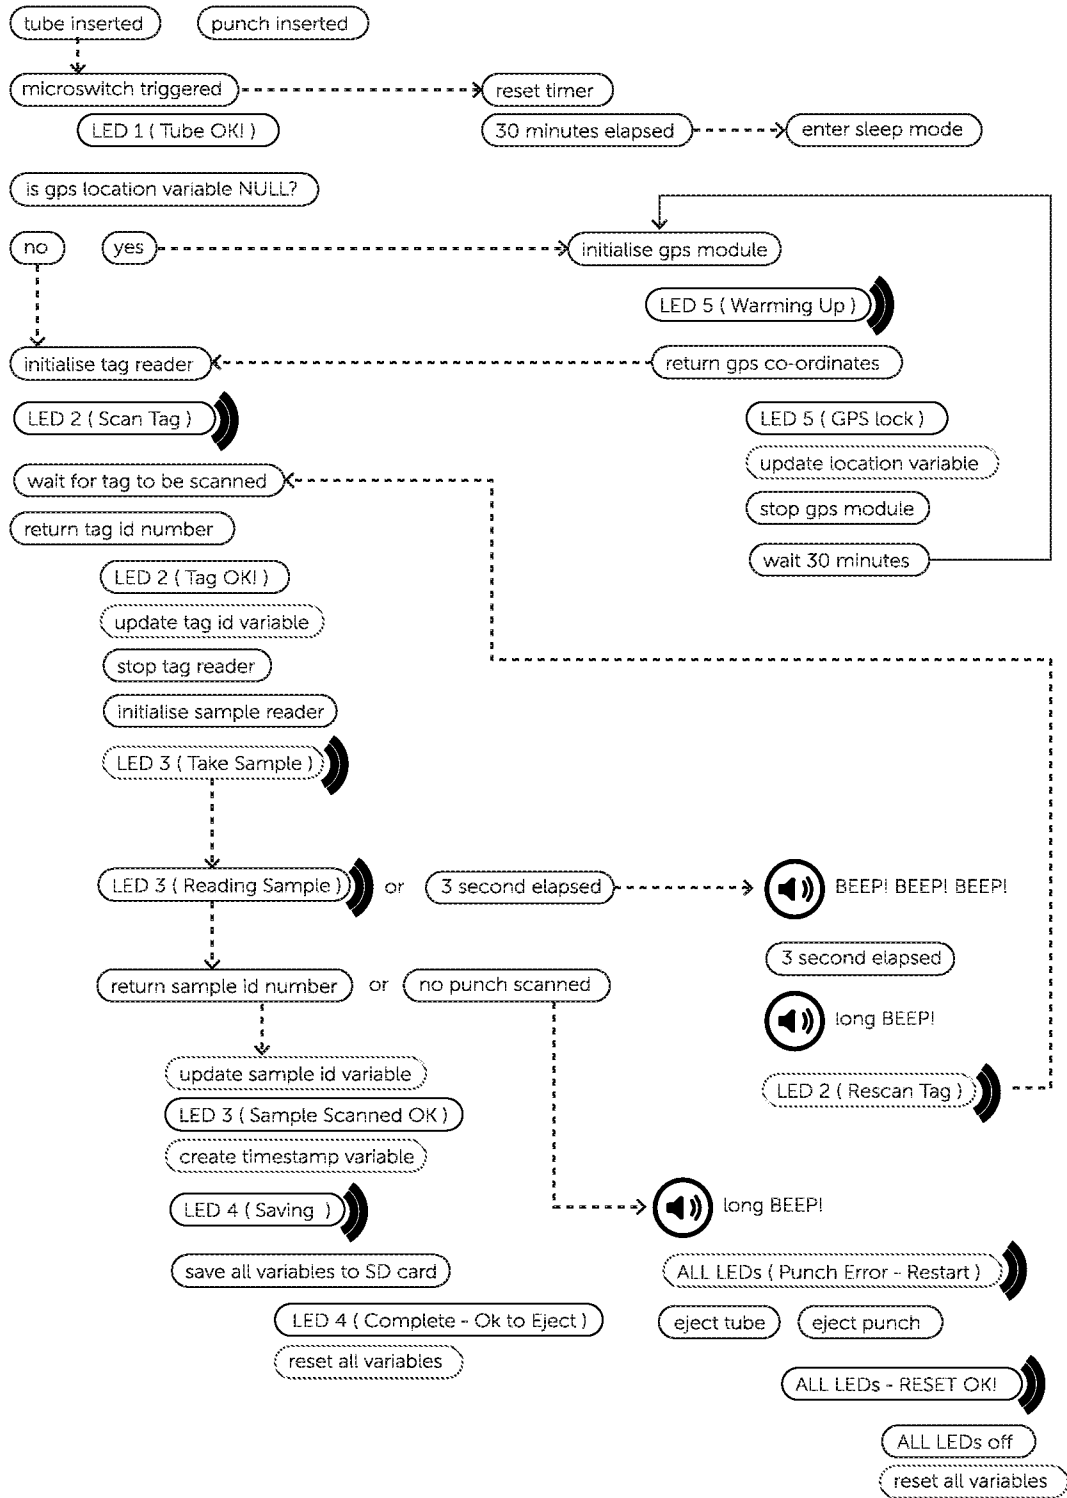 tube inserted
punch inserted
microswitch triggered
reset timer
LED 1 ( Tube OK! )
30 minutes elapsed
enter sleep mode
is gps location variable NULL?
no
yes
initialise gps module
LED 5 ( Warming Up )
initialise tag reader
return gps co-ordinates
LED 2 ( Scan Tag )
LED 5 ( GPS lock )
update location variable
wait for tag to be scanned
stop gps module
return tag id number
wait 30 minutes
LED 2 ( Tag OK! )
update tag id variable
stop tag reader
initialise sample reader
LED 3 ( Take Sample )
LED 3 ( Reading Sample )
or
3 second elapsed
BEEP! BEEP! BEEP!
3 second elapsed
return sample id number
or
no punch scanned
long BEEP!
update sample id variable
LED 2 ( Rescan Tag )
LED 3 ( Sample Scanned OK )
create timestamp variable
LED 4 ( Saving )
long BEEP!
save all variables to SD card
ALL LEDs ( Punch Error - Restart )
LED 4 ( Complete - Ok to Eject )
eject tube
eject punch
reset all variables
ALL LEDs - RESET OK!
ALL LEDs off
reset all variables